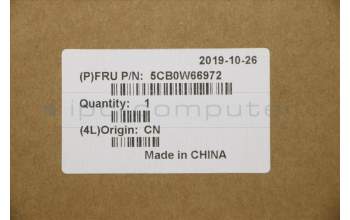 2019-10-26
(P)FRU P/N: 5CB0W66972
Quantity: 1
(4L)Origin: CN
Made in CHINA